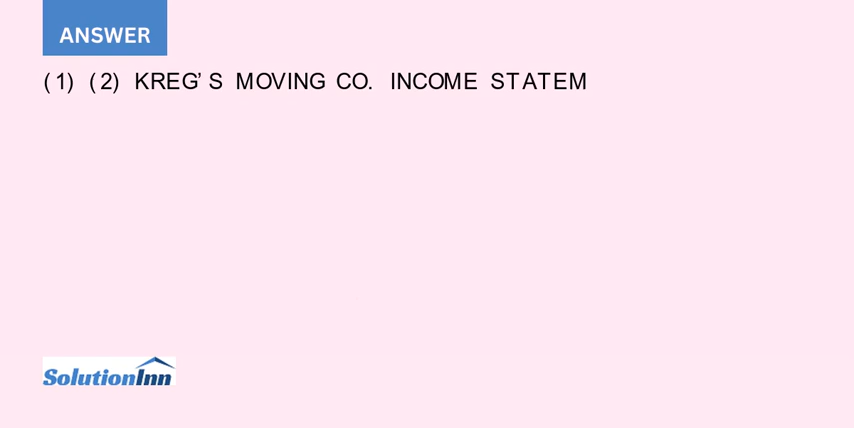 ANSWER
(1) (2) KREG'S MOVING CO. INCOME STATEM
SolutionInn